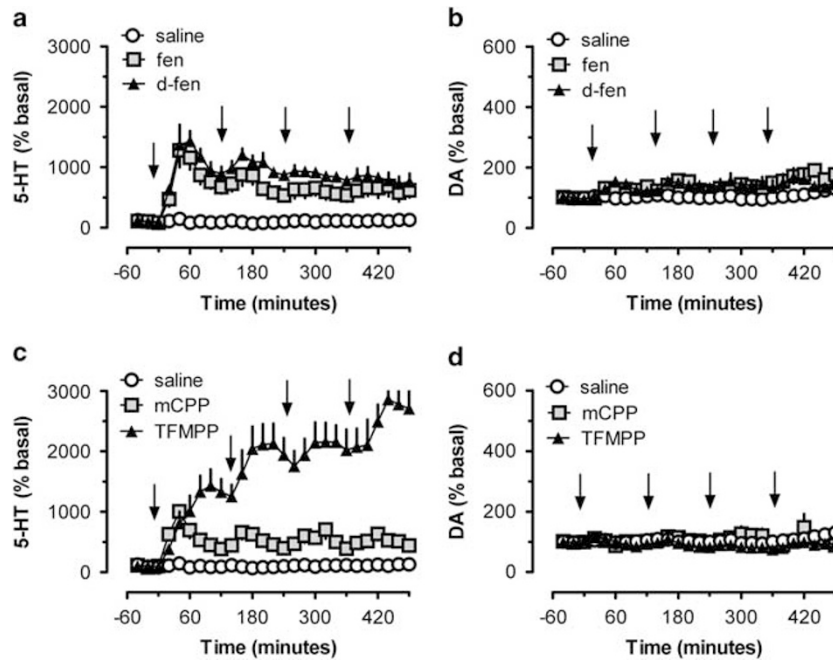 a
saline
fen
d-fen
5-HT (% basal)
3000
2000
1000
0
-60 60 180 300 420
Time (minutes)
b
saline
fen
d-fen
DA (% basal)
600
400
200
0
-60 60 180 300 420
Time (minutes)
c
saline
mCPP
TFMPP
5-HT (% basal)
3000
2000
1000
0
-60 60 180 300 420
Time (minutes)
d
saline
mCPP
TFMPP
DA (% basal)
600
400
200
0
-60 60 180 300 420
Time (minutes)